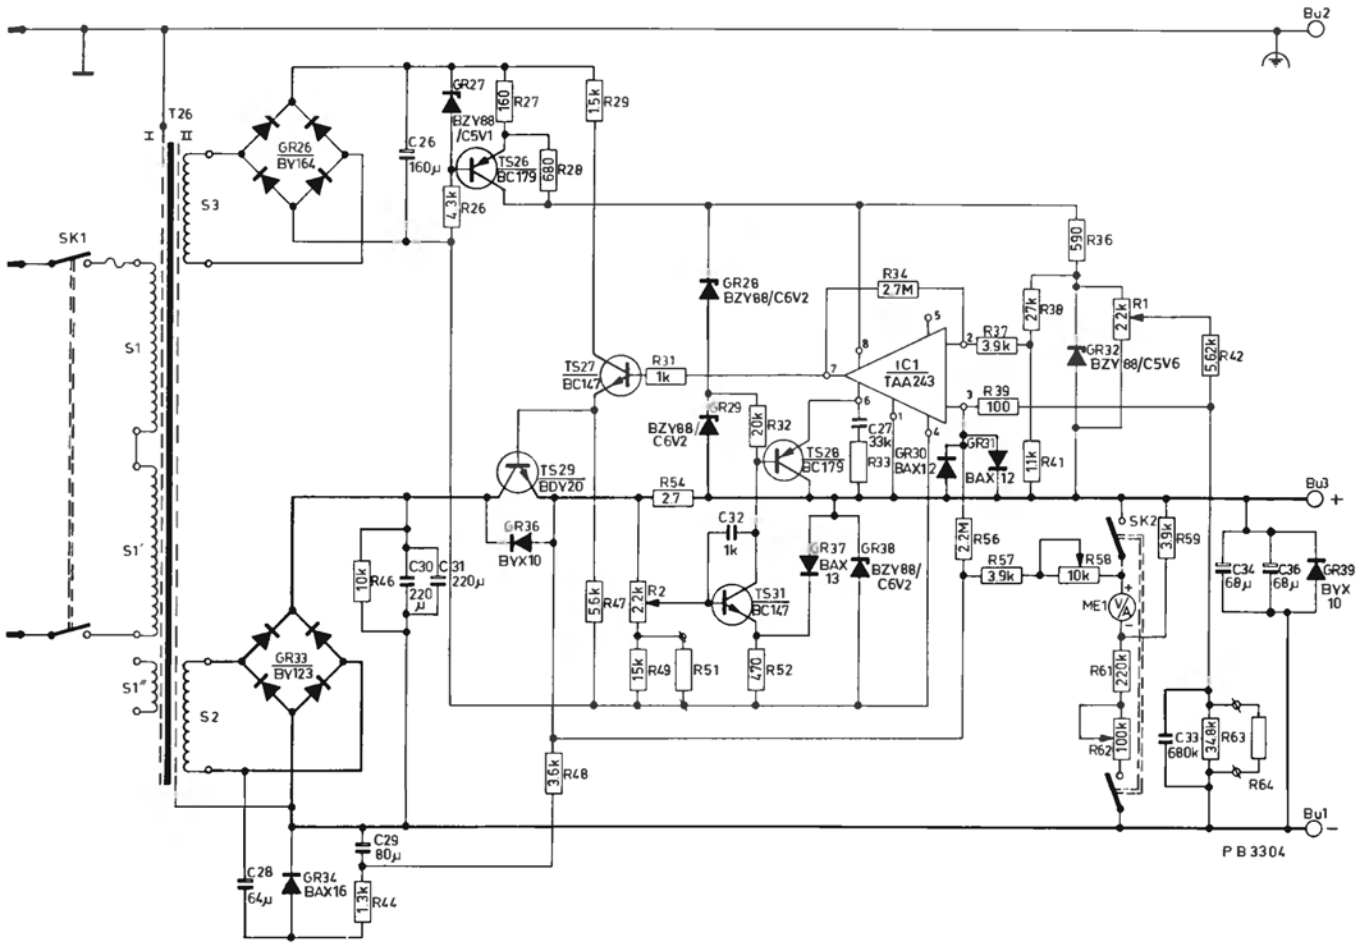 Bu2
T26
I II
GR26
BY164
S3
C26
160µ
GR27
BZY88
/C5V1
160
R27
TS26
BC179
680
R28
4.3k
R26
1.5k
R29
SK1
S1
S1'
S1"
S2
GR28
BZY88/C6V2
R34
2.7M
590
R36
27k
R38
2.2k
R1
5.62k
R42
GR32
BZY88/C5V6
TS27
BC147
R31
1k
7
8
5
2
3
6
1
4
IC1
TAA243
R37
3.9k
R39
100
GR29
BZY88/
C6V2
20k
R32
TS28
BC179
C27
33k
R33
GR30
BAX12
GR31
BAX12
11k
R41
TS29
BDY20
R54
2.7
Bu3
+
GR36
BYX10
10k
R46
C30
220
µ
C31
220µ
5.6k
R47
2.2k
R2
C32
1k
TS31
BC147
GR37
BAX
13
GR38
BZY88/
C6V2
2.2M
R56
R57
3.9k
R58
10k
SK2
3.9k
R59
C34
68µ
C36
68µ
GR39
BYX
10
ME1
V/A
+
−
GR33
BY123
15k
R49
R51
470
R52
R61
220k
R62
100k
C33
680k
34.8k
R63
R64
3.6k
R48
Bu1
−
C28
64µ
GR34
BAX16
C29
80µ
1.3k
R44
PB3304